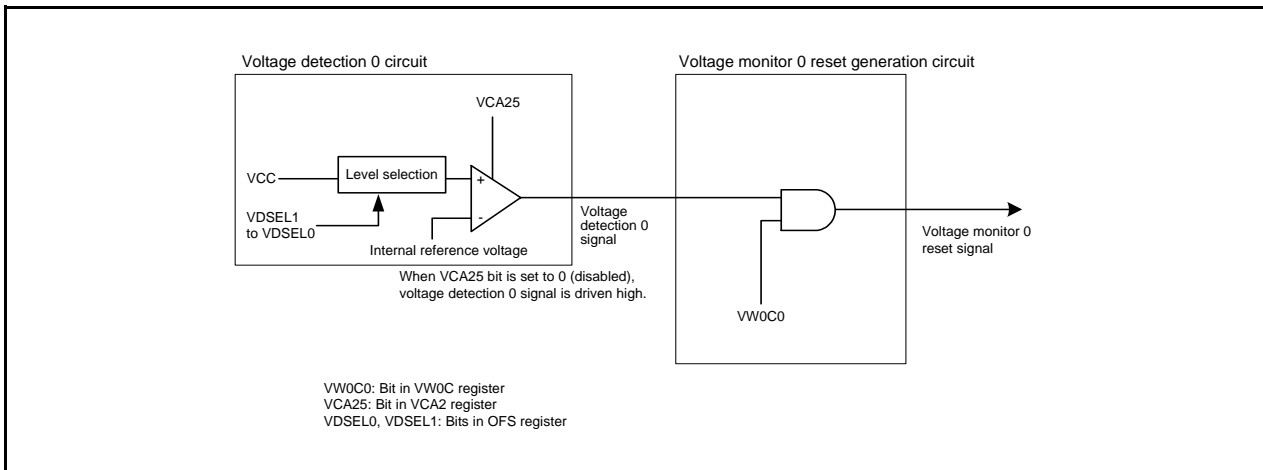 Voltage detection 0 circuit
Voltage monitor 0 reset generation circuit
VCA25
VCC
Level selection
+
-
VDSEL1
to VDSEL0
Internal reference voltage
Voltage
detection 0
signal
When VCA25 bit is set to 0 (disabled),
voltage detection 0 signal is driven high.
VW0C0
Voltage monitor 0
reset signal
VW0C0: Bit in VW0C register
VCA25: Bit in VCA2 register
VDSEL0, VDSEL1: Bits in OFS register